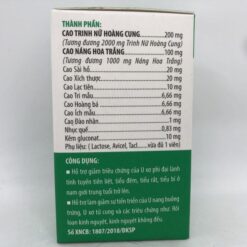 THÀNH PHẦN:
CAO TRINH NỮ HOÀNG CUNG 200 mg
(Tương đương 2000 mg Trinh Nữ Hoàng Cung)
CAO NÁNG HOA TRẮNG 100 mg
(Tương đương 1000 mg Náng Hoa Trắng)
Cao Sài hồ 20 mg
Cao Xích thược 20 mg
Cao Lạc tiên 10 mg
Cao Tri mẫu 6,66 mg
Cao Hoàng bá 6,66 mg
Cao Ích mẫu 6,66 mg
Cag Đào nhân 1 mg
Nhục quế 0,83 mg
Kẽm gluconat 10 mg
Phụ liệu: ( Lactose, Avicel, Tacl vừa đủ 1 viên)
CÔNG DỤNG:
• Hỗ trợ giảm triệu chứng của U xơ phì đại lành
tính tuyến tiền liệt, tiểu đêm, tiểu rắt, tiểu bí ở
nam giới trung tuổi trở lên.
• Hỗ trợ làm giảm sự tiến triển của U nang buồng
trứng, U xơ tử cung và các triệu chứng như: Rối
loạn kinh nguyệt, kinh nguyệt không đều.
Số XNCB: 1807/2018/ĐKSP